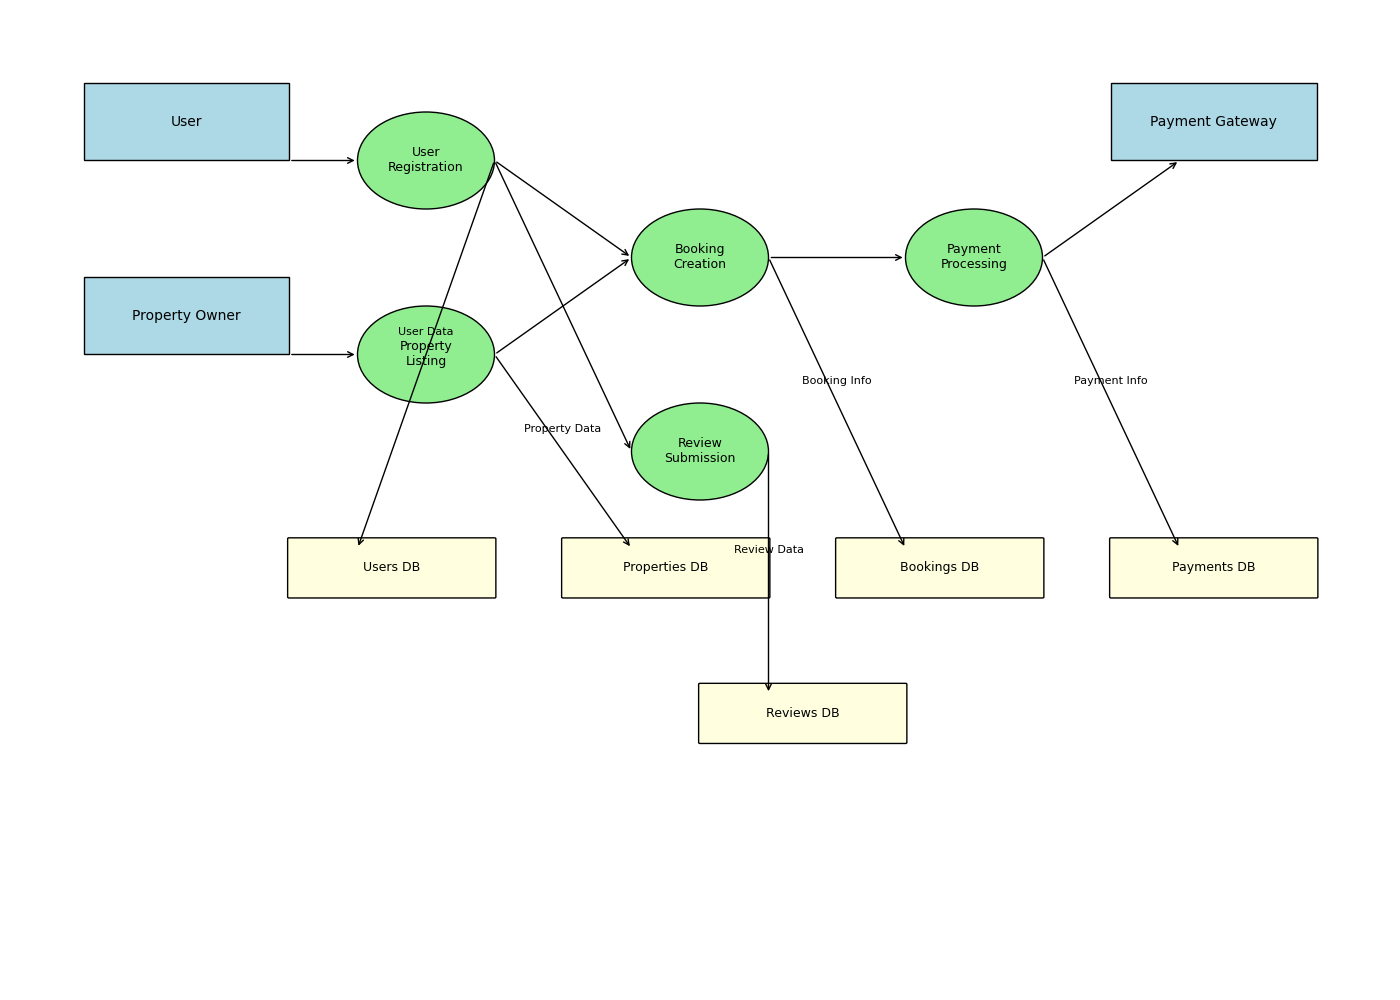 User
Payment Gateway
User
Registration
Booking
Creation
Payment
Processing
Property Owner
User Data
Property
Listing
Booking Info
Payment Info
Property Data
Review
Submission
Review Data
Users DB
Properties DB
Bookings DB
Payments DB
Reviews DB